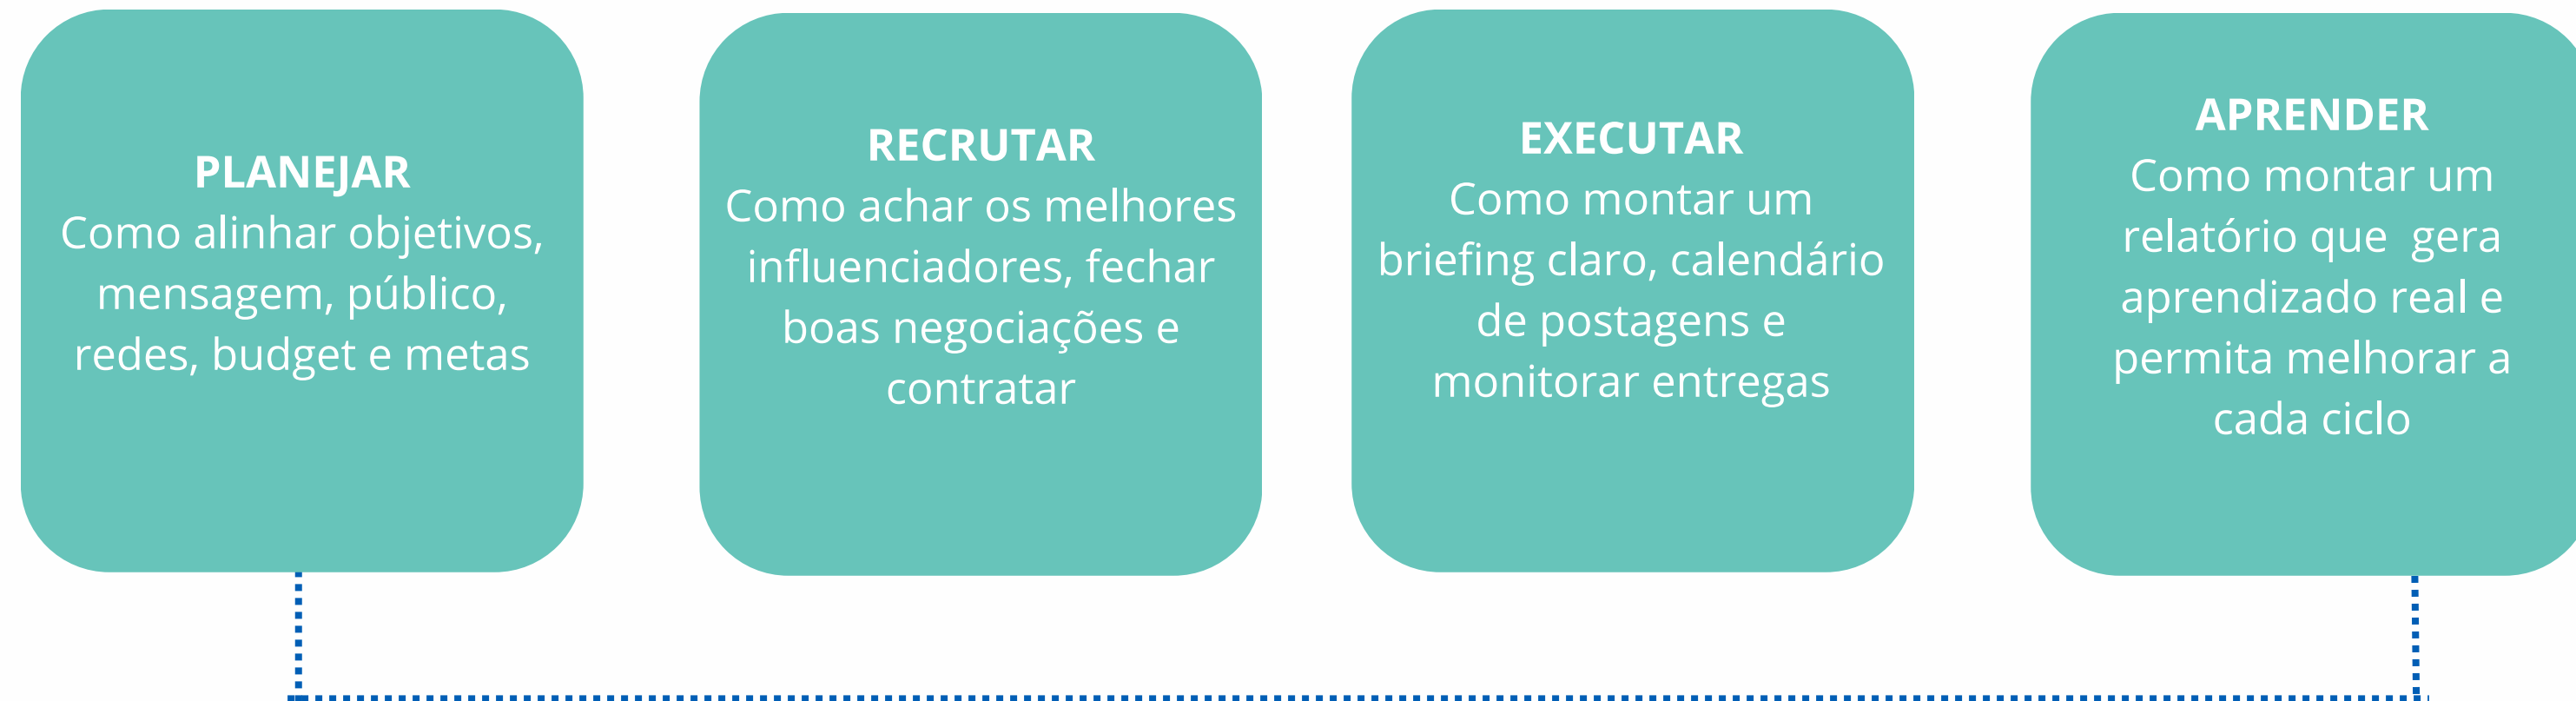 PLANEJAR
Como alinhar objetivos,
mensagem, público,
redes, budget e metas
RECRUTAR
Como achar os melhores
influenciadores, fechar
boas negociações e
contratar
EXECUTAR
Como montar um
briefing claro, calendário
de postagens e
monitorar entregas
APRENDER
Como montar um
relatório que  gera
aprendizado real e
permita melhorar a
cada ciclo